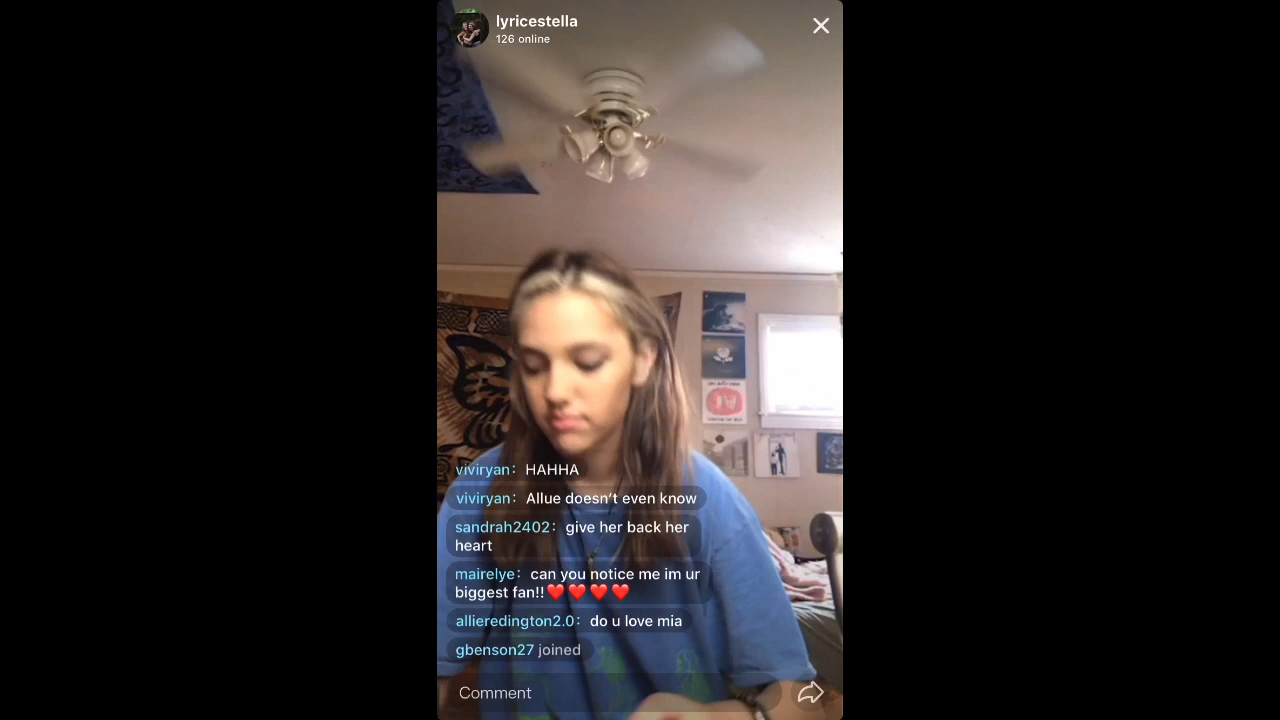 lyricestella
126 online
viviryan: HAHHA
viviryan: Allue doesn't even know
sandrah2402: give her back her
heart
mairelye: can you notice me im ur
biggest fan!!❤️❤️❤️❤️
allieredington2.0: do u love mia
gbenson27 joined
Comment